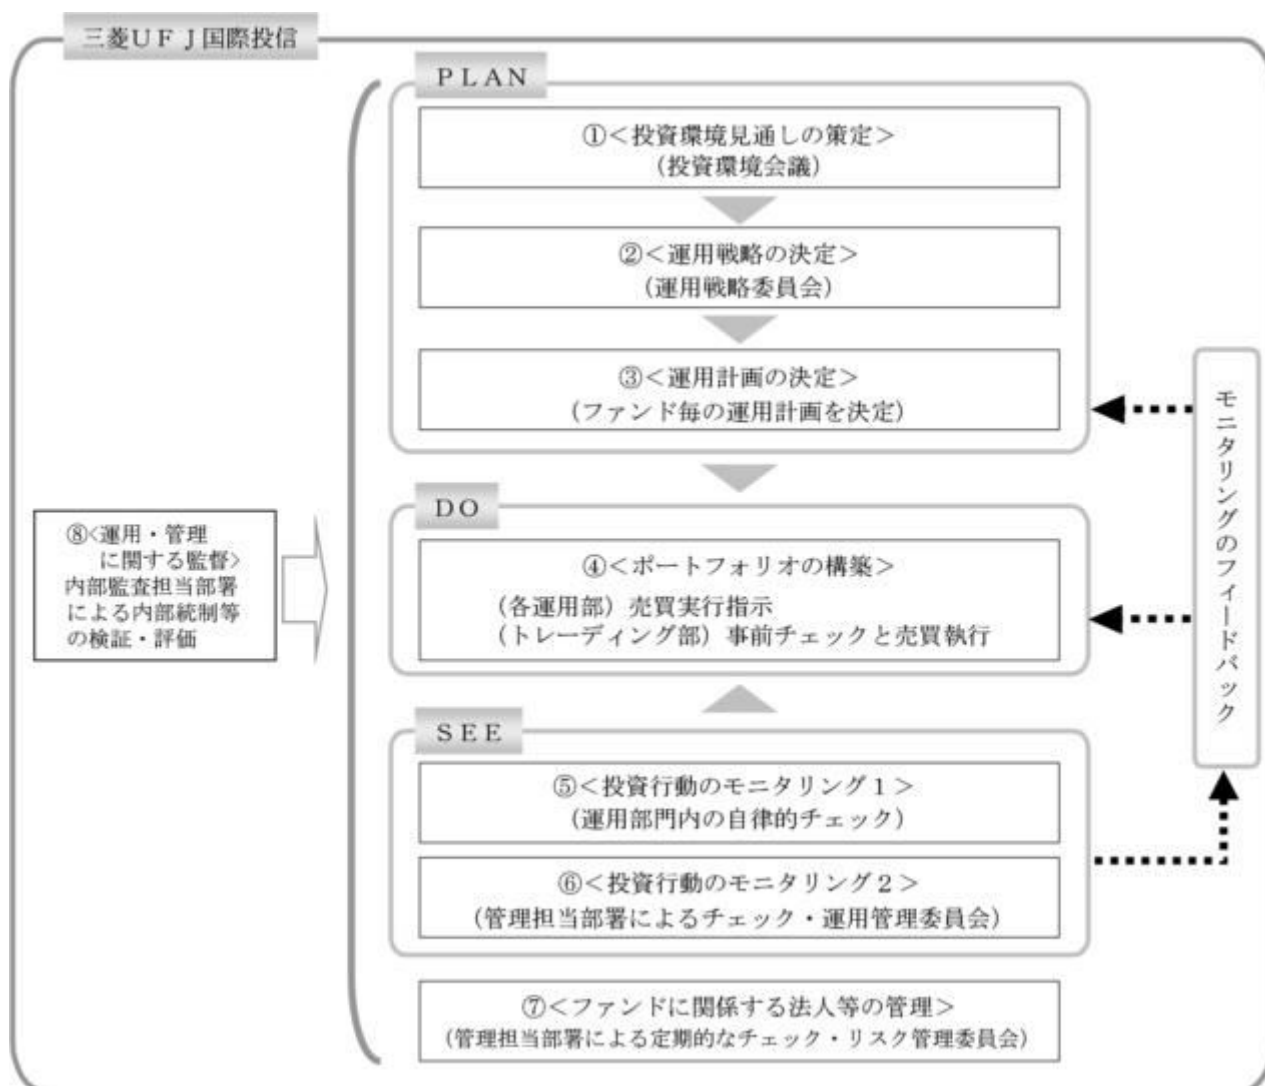 三菱ＵＦＪ国際投信
ＰＬＡＮ
①＜投資環境見通しの策定＞
（投資環境会議）
②＜運用戦略の決定＞
（運用戦略委員会）
③＜運用計画の決定＞
（ファンド毎の運用計画を決定）
ＤＯ
④＜ポートフォリオの構築＞
（各運用部）売買実行指示
（トレーディング部）事前チェックと売買執行
ＳＥＥ
⑤＜投資行動のモニタリング１＞
（運用部門内の自律的チェック）
⑥＜投資行動のモニタリング２＞
（管理担当部署によるチェック・運用管理委員会）
⑦＜ファンドに関係する法人等の管理＞
（管理担当部署による定期的なチェック・リスク管理委員会）
⑧<運用・管理
に関する監督>
内部監査担当部署
による内部統制等
の検証・評価
モニタリングのフィードバック